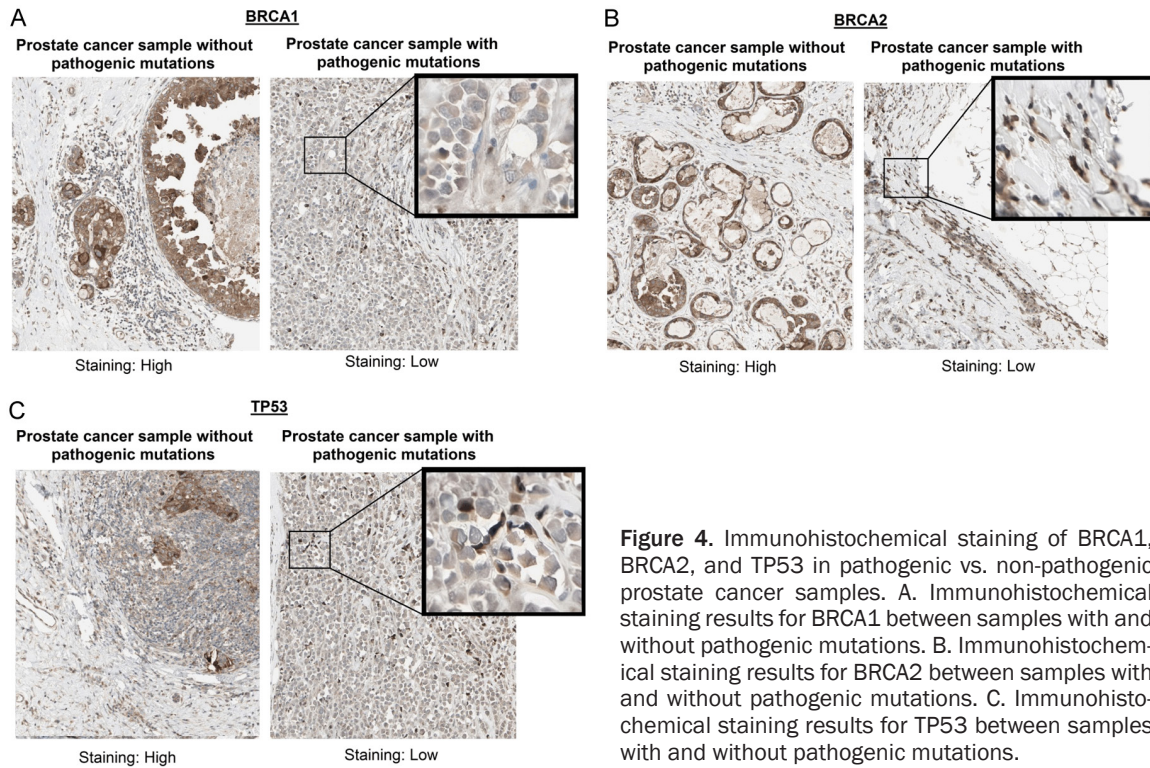 A
BRCA1
Prostate cancer sample without
pathogenic mutations
Prostate cancer sample with
pathogenic mutations
Staining: High
Staining: Low
B
BRCA2
Prostate cancer sample without
pathogenic mutations
Prostate cancer sample with
pathogenic mutations
Staining: High
Staining: Low
C
TP53
Prostate cancer sample without
pathogenic mutations
Prostate cancer sample with
pathogenic mutations
Staining: High
Staining: Low
Figure 4. Immunohistochemical staining of BRCA1,
BRCA2, and TP53 in pathogenic vs. non-pathogenic
prostate cancer samples. A. Immunohistochemical
staining results for BRCA1 between samples with and
without pathogenic mutations. B. Immunohistochem-
ical staining results for BRCA2 between samples with
and without pathogenic mutations. C. Immunohisto-
chemical staining results for TP53 between samples
with and without pathogenic mutations.